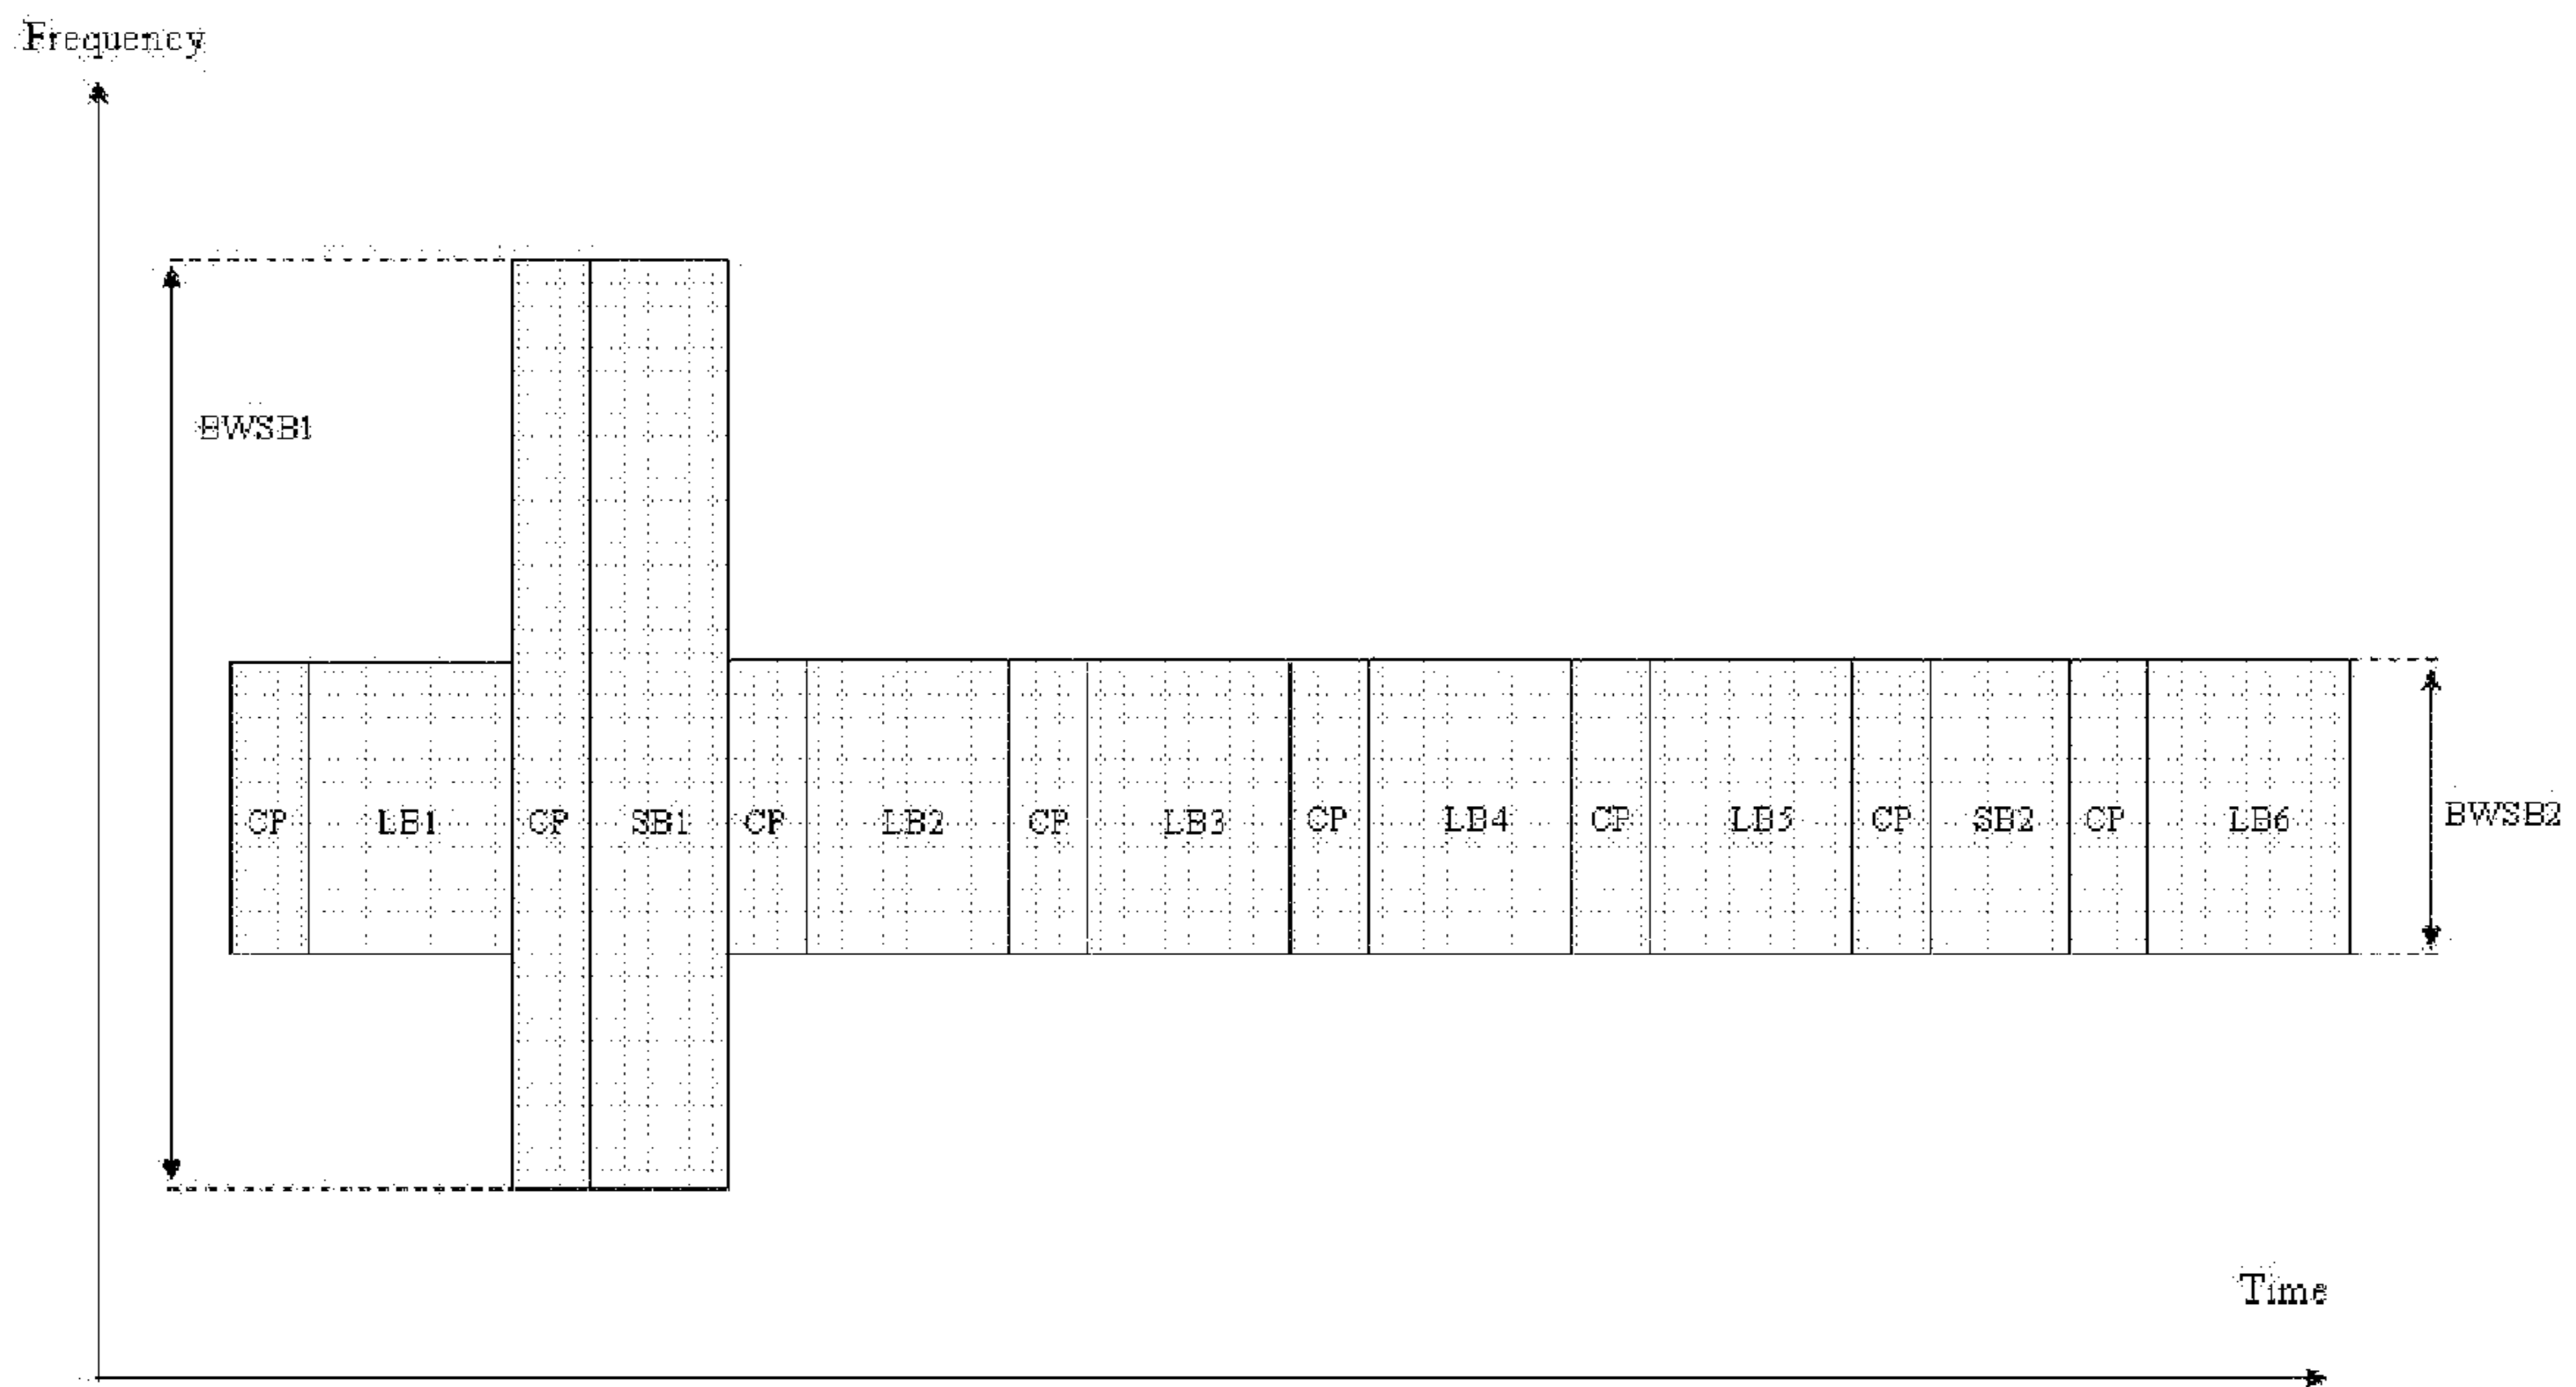 Frequency
BWSB1
CP LB1 CP SB1 CP LB2 CP LB3 CP LB4 CP LB5 CP SB2 CP LB6
BWSB2
Time